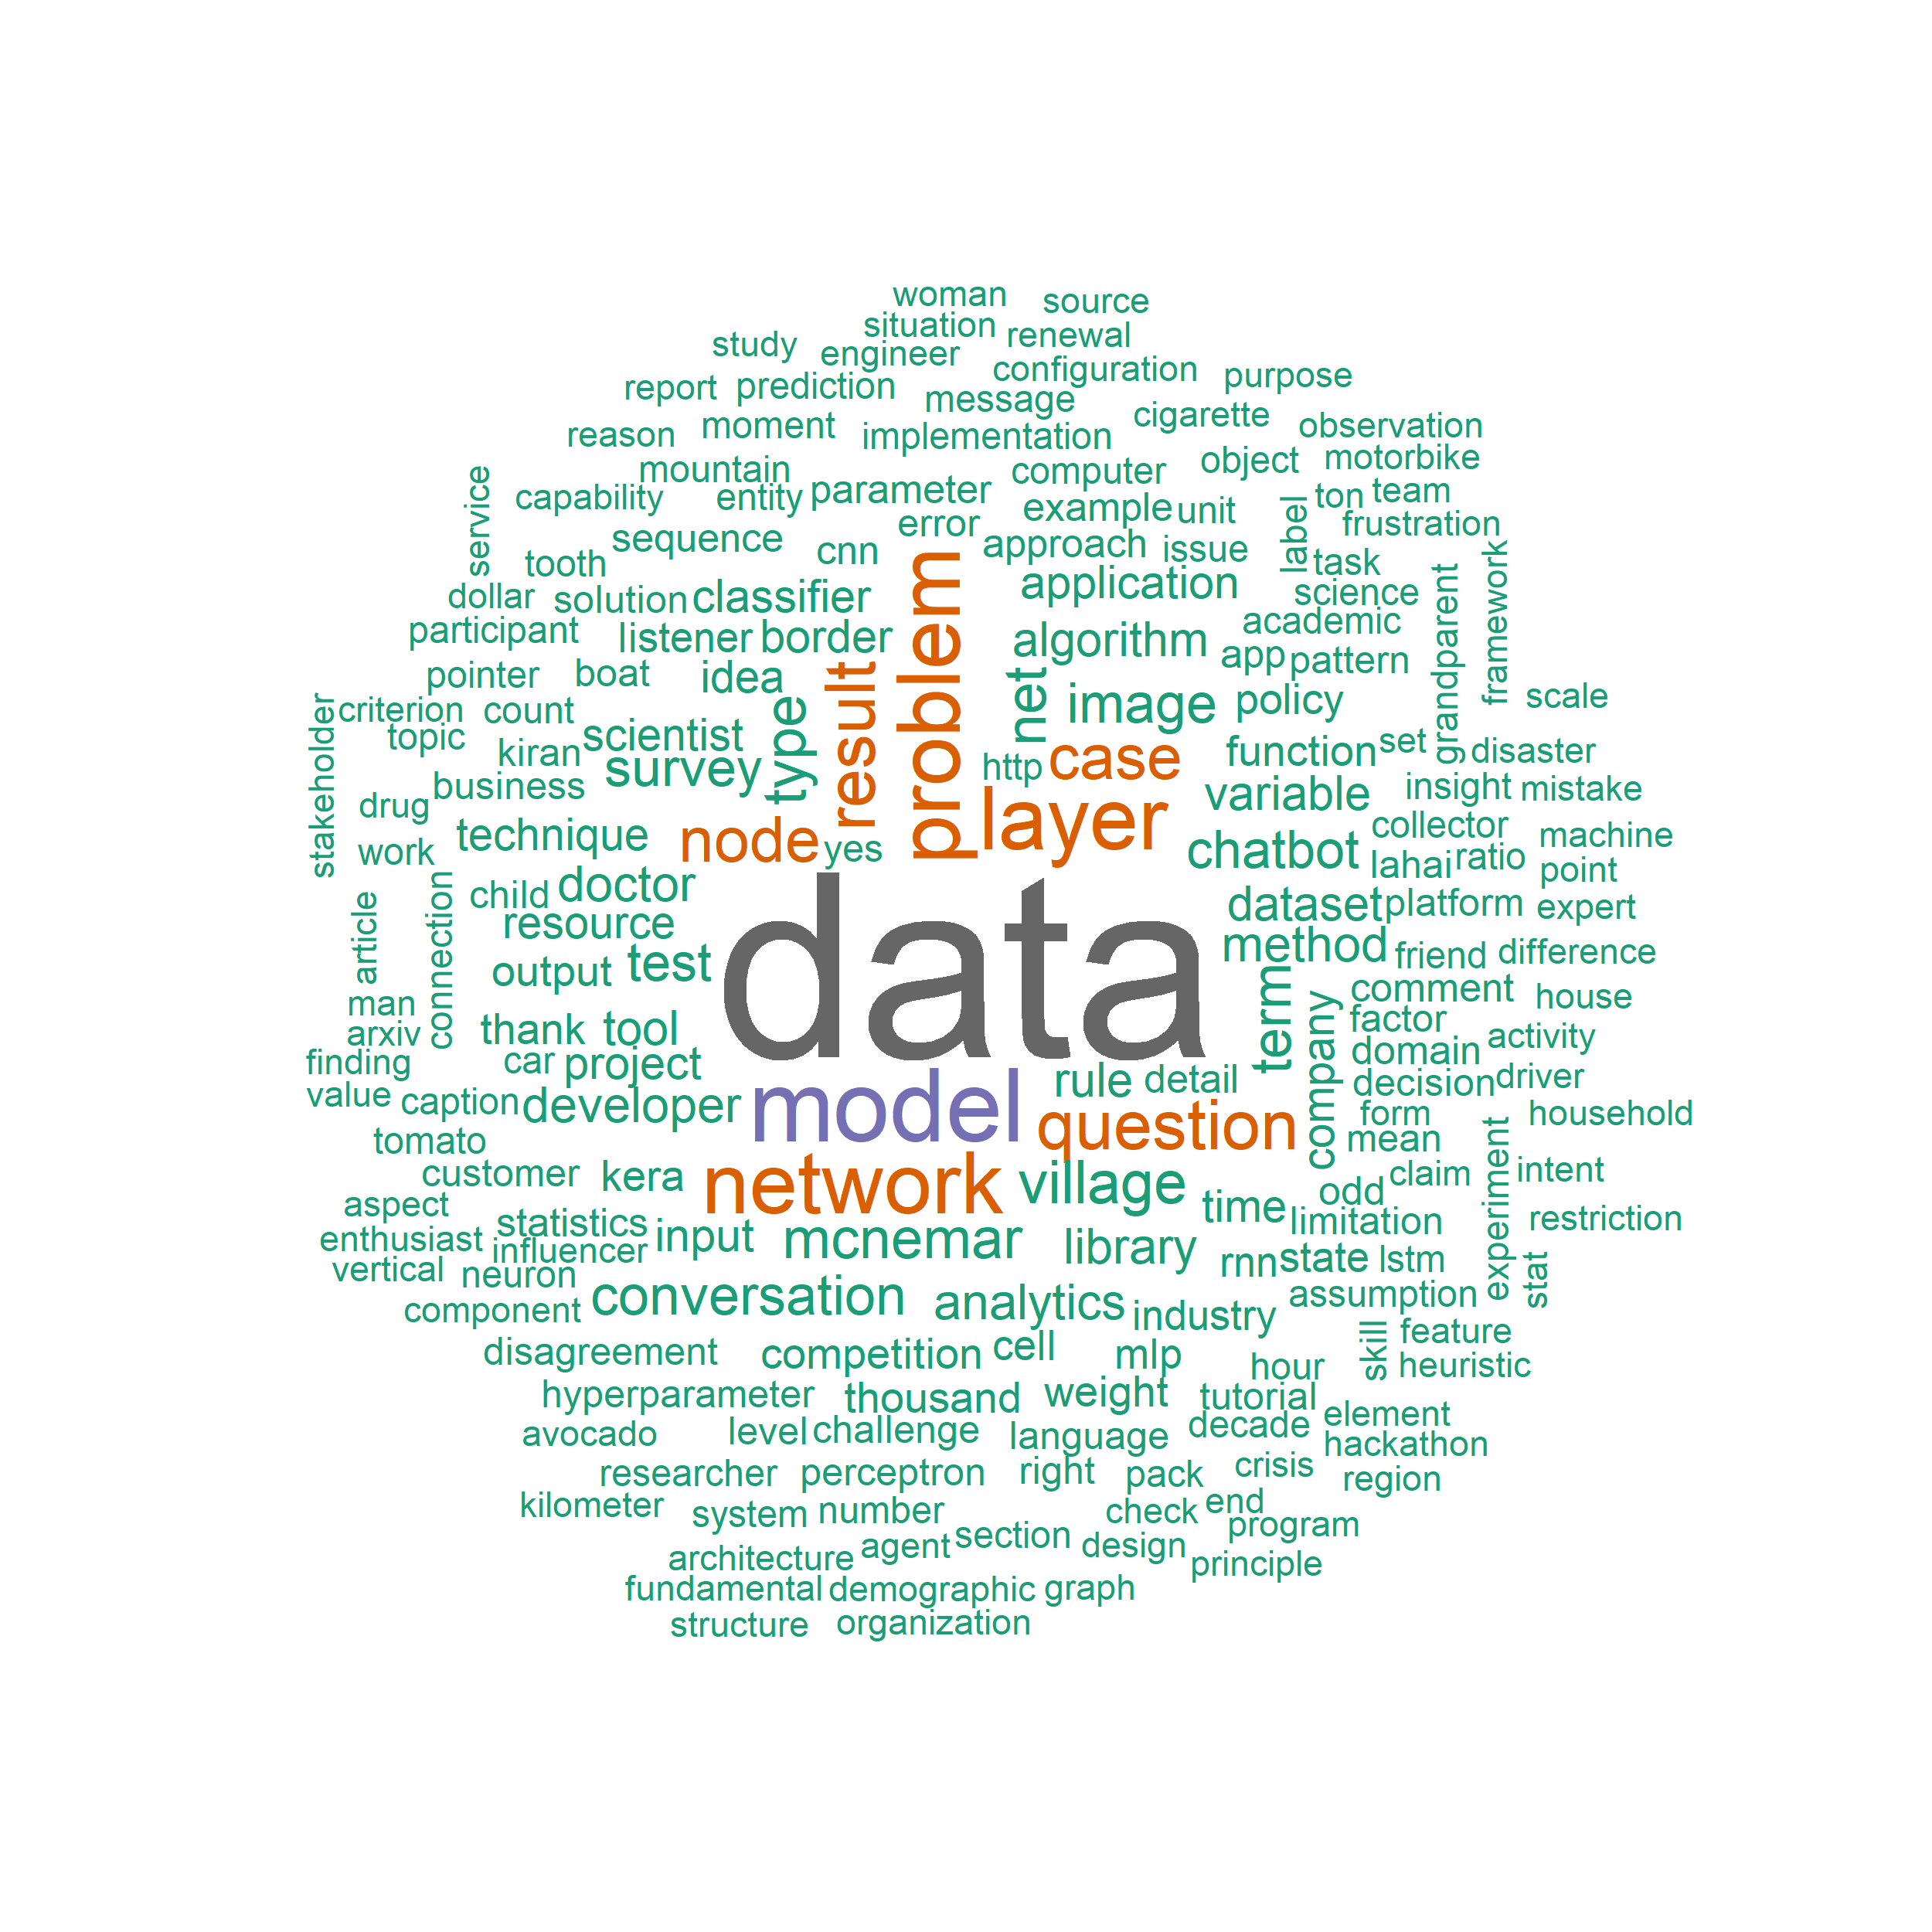 woman source
situation renewal
study engineer
configuration purpose
report prediction message
cigarette
reason moment implementation observation
mountain computer object motorbike
service capability entity parameter ton team
label example unit
error frustration
sequence cnn approach issue
tooth task framework
dollar solution classifier application science
participant listener border problem algorithm academic
grandparent
pointer boat idea result net app pattern
stakeholder criterion count type image policy scale
topic kiran scientist function set disaster
survey http case
business layer variable insight mistake
drug technique node yes chatbot collector machine
work lahai ratio point
child doctor data dataset platform expert
article connection resource
output test method friend difference
man term company comment house
arxiv thank tool factor activity
finding car project domain
value caption developer model rule detail decision driver
question form household
tomato mean
customer kera network village claim intent
aspect time odd experiment
enthusiast statistics input mcnemar library limitation restriction
influencer
vertical neuron rnn state lstm stat
component conversation analytics industry assumption
disagreement competition cell mlp skill feature
hour heuristic
hyperparameter thousand weight tutorial
avocado level challenge language decade element
hackathon
researcher perceptron right pack crisis region
kilometer system number check end
program
architecture agent section design principle
fundamental demographic graph
structure organization